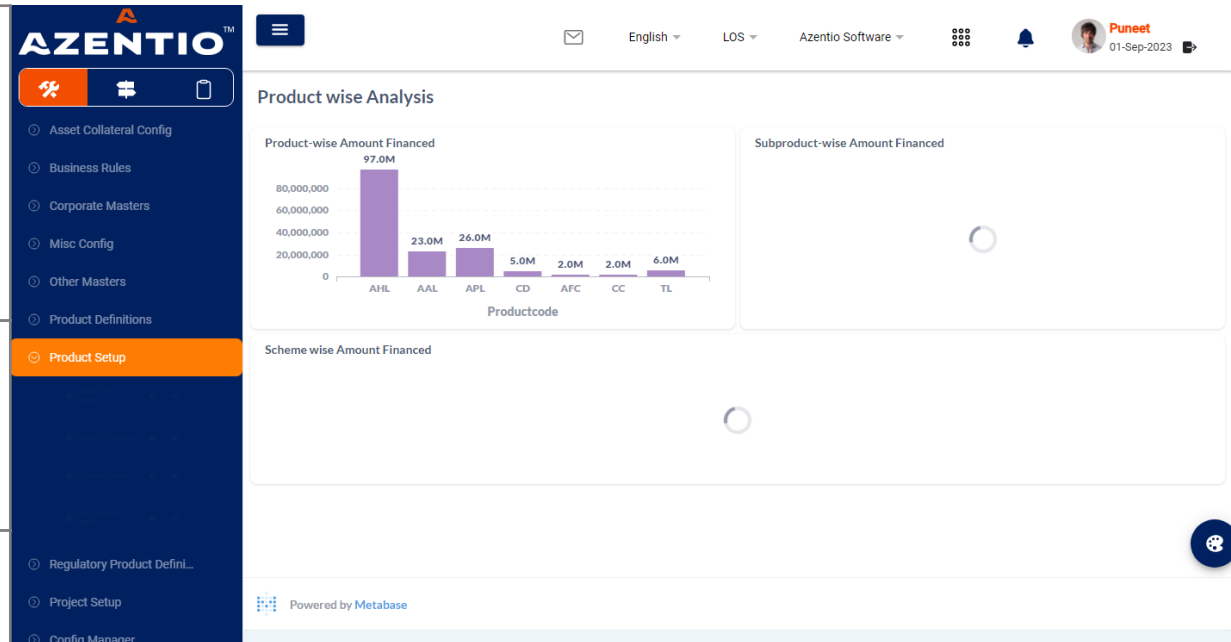 AZENTIO™
English
LOS
Azentio Software
Puneet
01-Sep-2023
Asset Collateral Config
Business Rules
Corporate Masters
Misc Config
Other Masters
Product Definitions
Product Setup
Regulatory Product Defini...
Project Setup
Config Manager
Product wise Analysis
Product-wise Amount Financed
97.0M
80,000,000
60,000,000
40,000,000
23.0M
26.0M
20,000,000
5.0M
2.0M
2.0M
6.0M
0
AHL AAL APL CD AFC CC TL
Productcode
Subproduct-wise Amount Financed
Scheme wise Amount Financed
Powered by Metabase